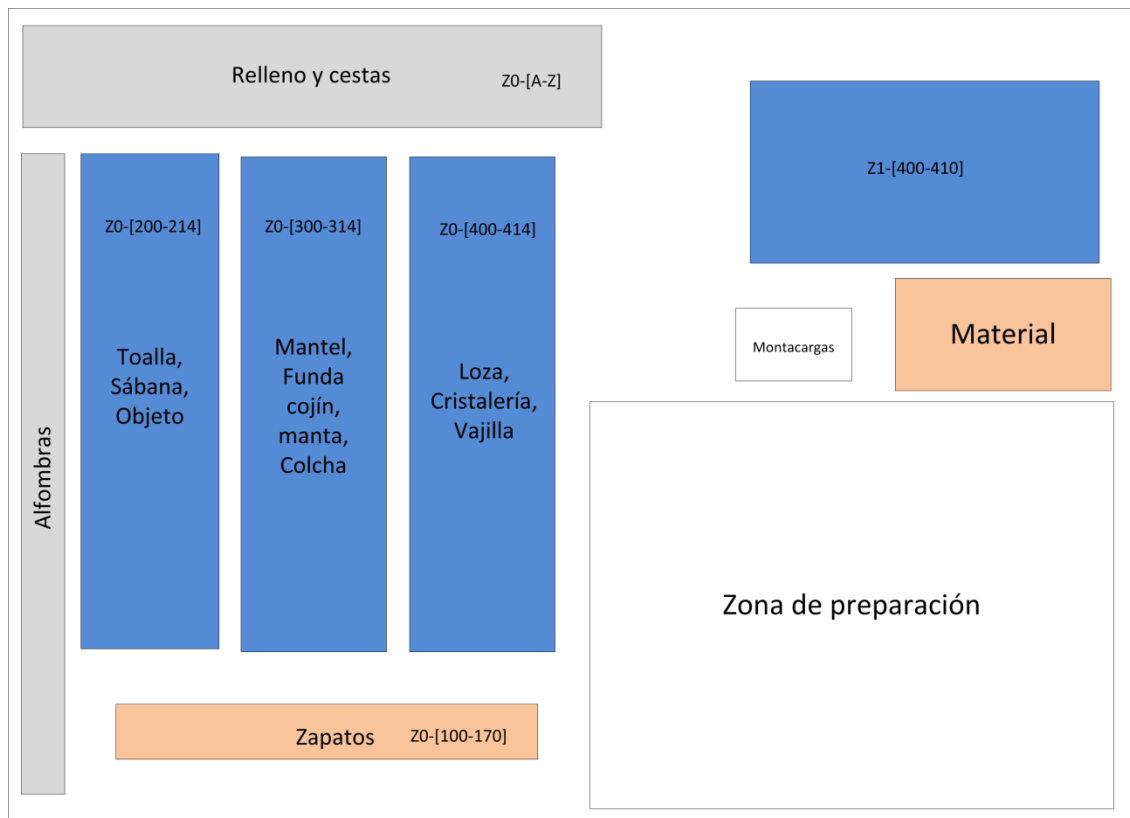 Relleno y cestas
Z0-[A-Z]
Z1-[400-410]
Z0-[200-214]
Z0-[300-314]
Z0-[400-414]
Toalla,
Sábana,
Objeto
Mantel,
Funda
cojín,
manta,
Colcha
Loza,
Cristalería,
Vajilla
Montacargas
Material
Alfombras
Zona de preparación
Zapatos
Z0-[100-170]